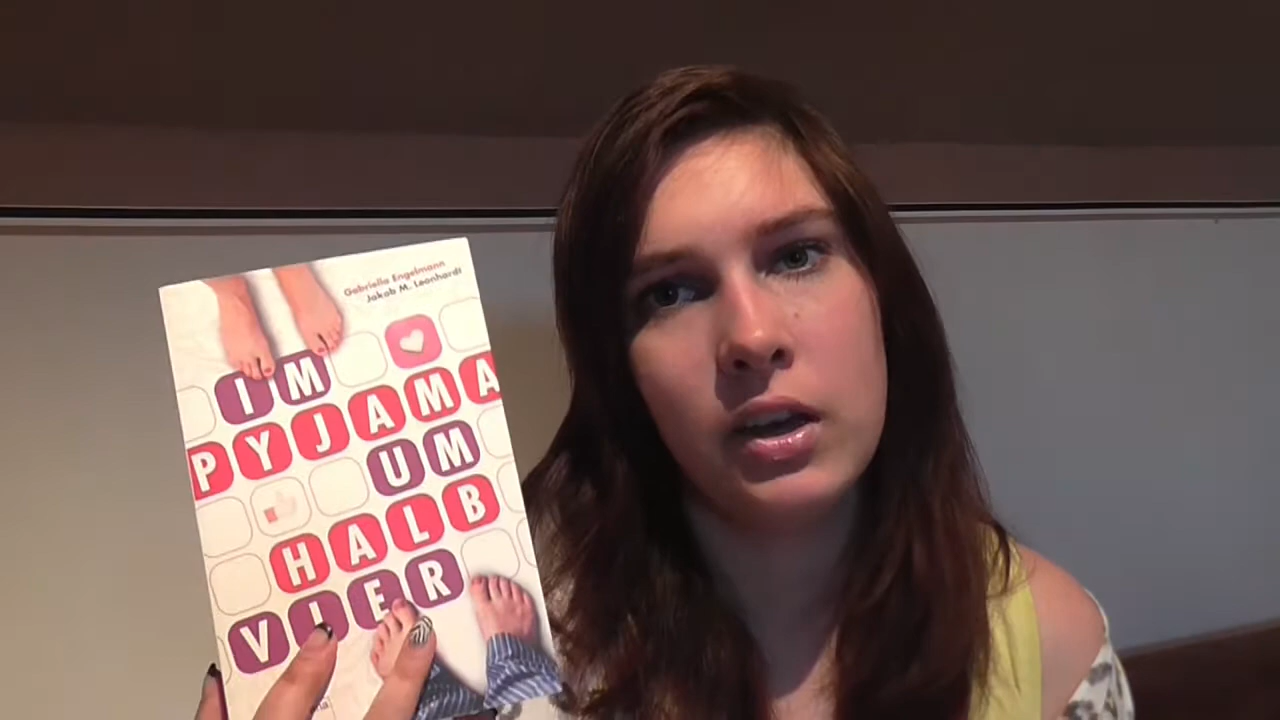 Gabriella Engelmann
Jakob M. Leonhardt
IM
PYJAMA
UM
HALB
VIER